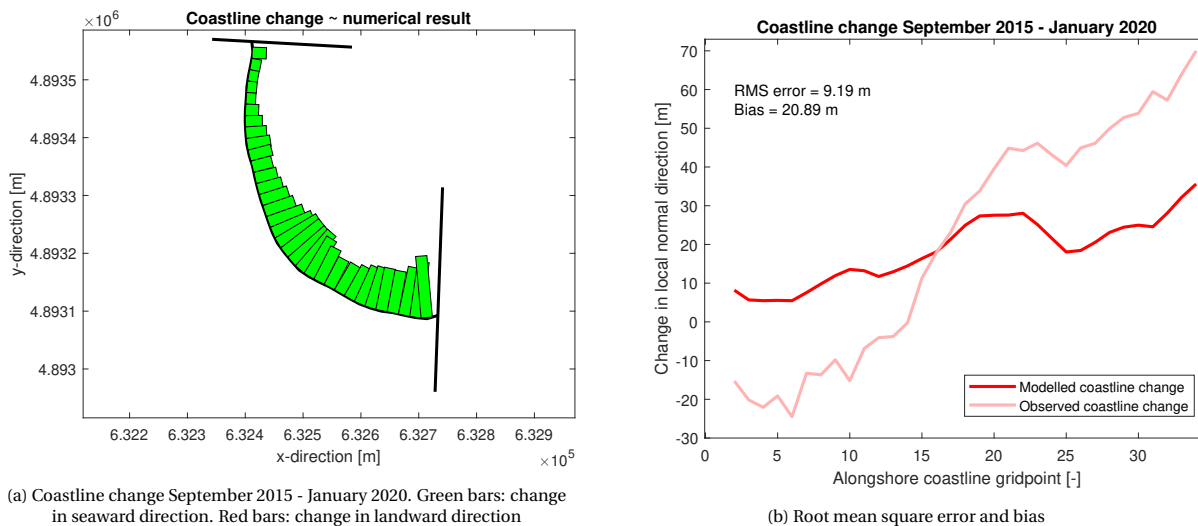 Coastline change ~ numerical result
×10⁶
4.8935
4.8934
4.8933
4.8932
4.8931
4.893
y-direction [m]
6.322 6.323 6.324 6.325 6.326 6.327 6.328 6.329
x-direction [m]
×10⁵
(a) Coastline change September 2015 - January 2020. Green bars: change
in seaward direction. Red bars: change in landward direction
Coastline change September 2015 - January 2020
70
60
50
40
30
20
10
0
-10
-20
-30
Change in local normal direction [m]
RMS error = 9.19 m
Bias = 20.89 m
Modelled coastline change
Observed coastline change
0 5 10 15 20 25 30
Alongshore coastline gridpoint [-]
(b) Root mean square error and bias